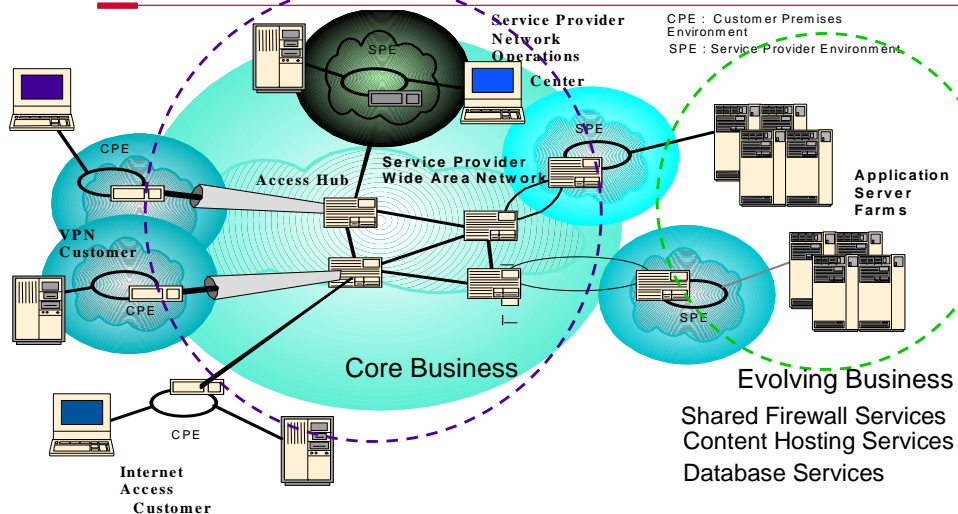 Service Provider
Network
Operations
Center
CPE : Customer Premises
Environment
SPE : Service Provider Environment
SPE
CPE
SPE
Service Provider
Wide Area Network
Access Hub
Application
Server
Farms
VPN
Customer
CPE
SPE
Core Business
Evolving Business
Shared Firewall Services
Content Hosting Services
Database Services
CPE
Internet
Access
Customer